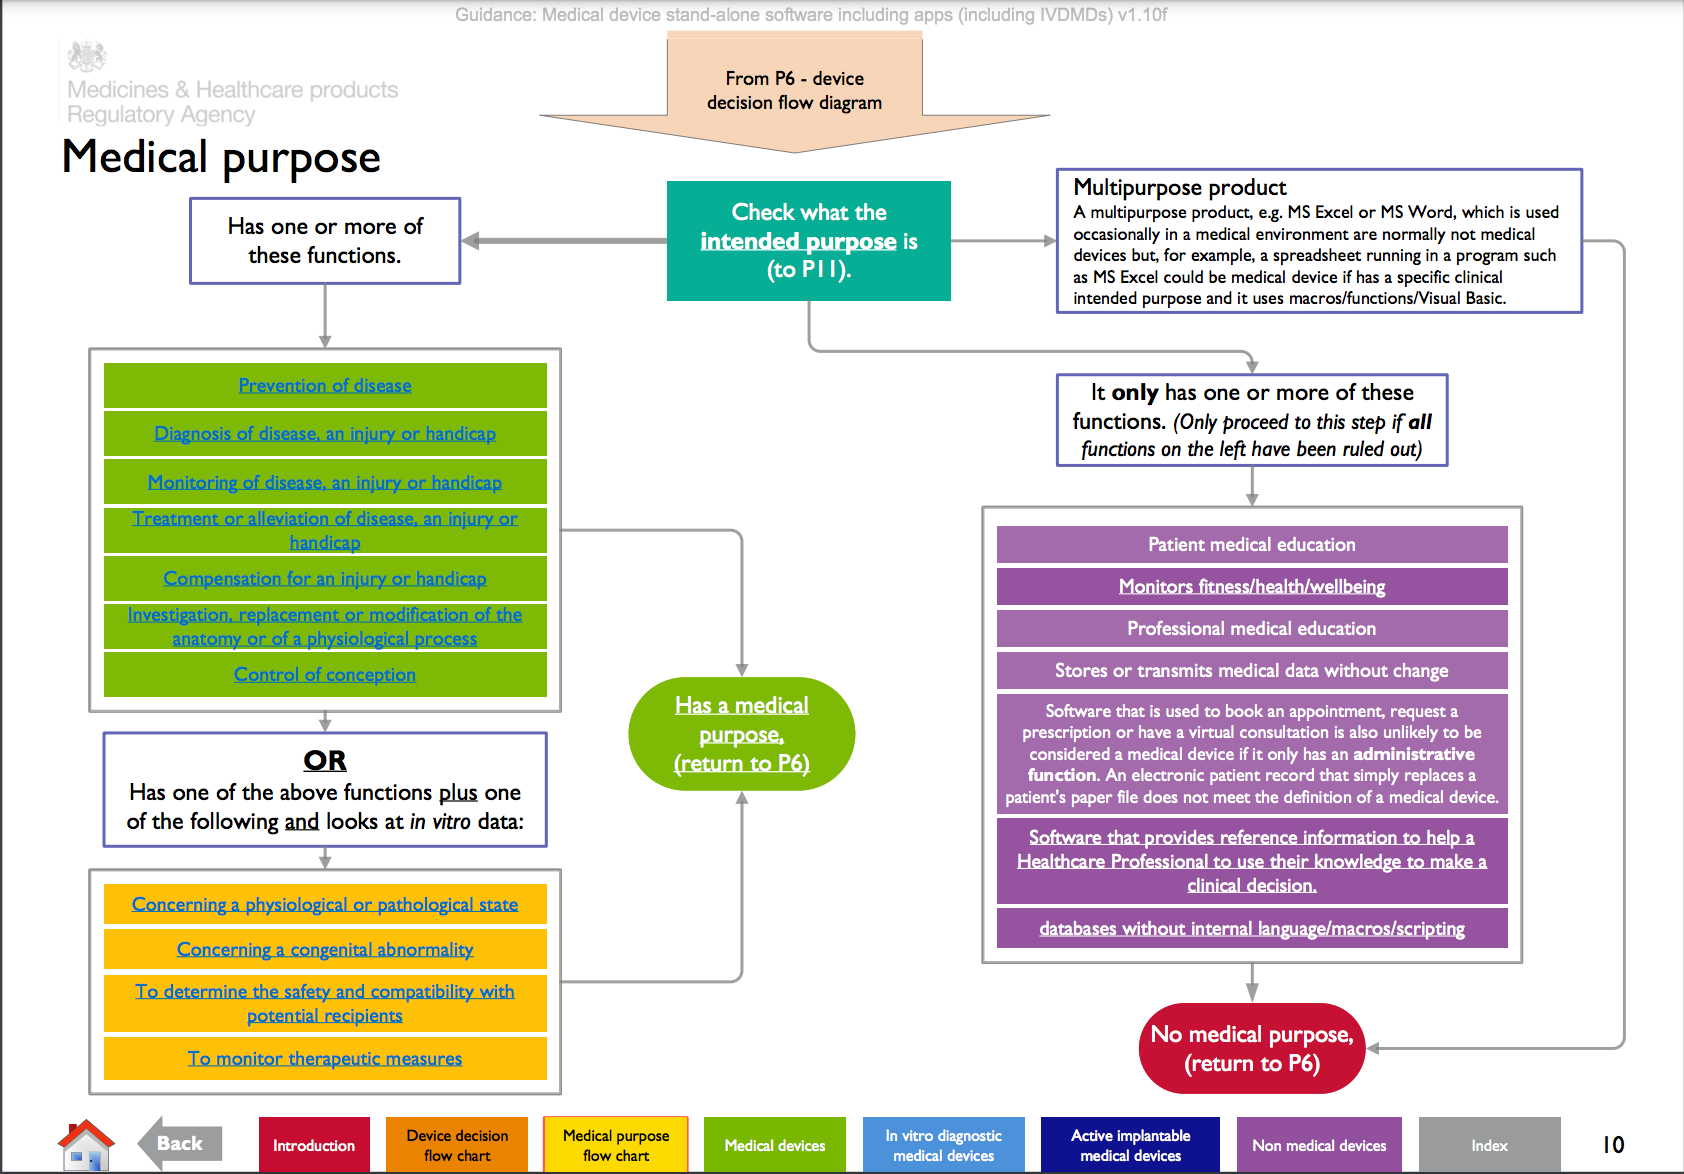 Guidance: Medical device stand-alone software including apps (including IVDMDs) v1.10f
Medicines & Healthcare products
Regulatory Agency
From P6 - device
decision flow diagram
Medical purpose
Has one or more of
these functions.
Check what the
intended purpose is
(to P11).
Multipurpose product
A multipurpose product, e.g. MS Excel or MS Word, which is used
occasionally in a medical environment are normally not medical
devices but, for example, a spreadsheet running in a program such
as MS Excel could be medical device if has a specific clinical
intended purpose and it uses macros/functions/Visual Basic.
Prevention of disease
Diagnosis of disease, an injury or handicap
Monitoring of disease, an injury or handicap
Treatment or alleviation of disease, an injury or
handicap
Compensation for an injury or handicap
Investigation, replacement or modification of the
anatomy or of a physiological process
Control of conception
OR
Has one of the above functions plus one
of the following and looks at in vitro data:
Concerning a physiological or pathological state
Concerning a congenital abnormality
To determine the safety and compatibility with
potential recipients
To monitor therapeutic measures
Has a medical
purpose,
(return to P6)
It only has one or more of these
functions. (Only proceed to this step if all
functions on the left have been ruled out)
Patient medical education
Monitors fitness/health/wellbeing
Professional medical education
Stores or transmits medical data without change
Software that is used to book an appointment, request a
prescription or have a virtual consultation is also unlikely to be
considered a medical device if it only has an administrative
function. An electronic patient record that simply replaces a
patient's paper file does not meet the definition of a medical device.
Software that provides reference information to help a
Healthcare Professional to use their knowledge to make a
clinical decision.
databases without internal language/macros/scripting
No medical purpose,
(return to P6)
Back
Introduction
Device decision
flow chart
Medical purpose
flow chart
Medical devices
In vitro diagnostic
medical devices
Active implantable
medical devices
Non medical devices
Index
10